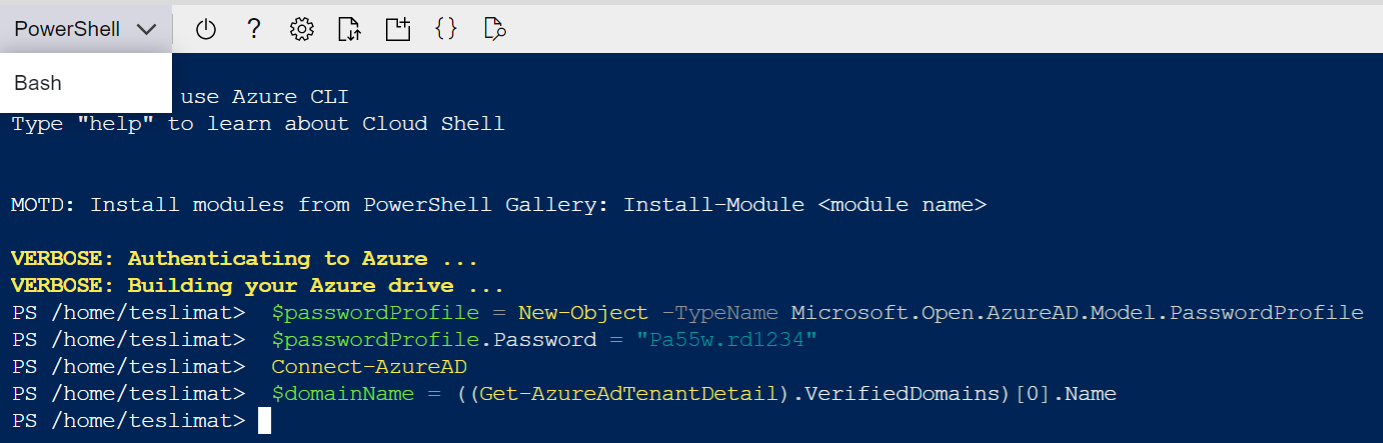 PowerShell
Bash
use Azure CLI
Type "help" to learn about Cloud Shell
MOTD: Install modules from PowerShell Gallery: Install-Module <module name>
VERBOSE: Authenticating to Azure ...
VERBOSE: Building your Azure drive ...
PS /home/teslimat> $passwordProfile = New-Object -TypeName Microsoft.Open.AzureAD.Model.PasswordProfile
PS /home/teslimat> $passwordProfile.Password = "Pa55w.rd1234"
PS /home/teslimat> Connect-AzureAD
PS /home/teslimat> $domainName = ((Get-AzureAdTenantDetail).VerifiedDomains)[0].Name
PS /home/teslimat>